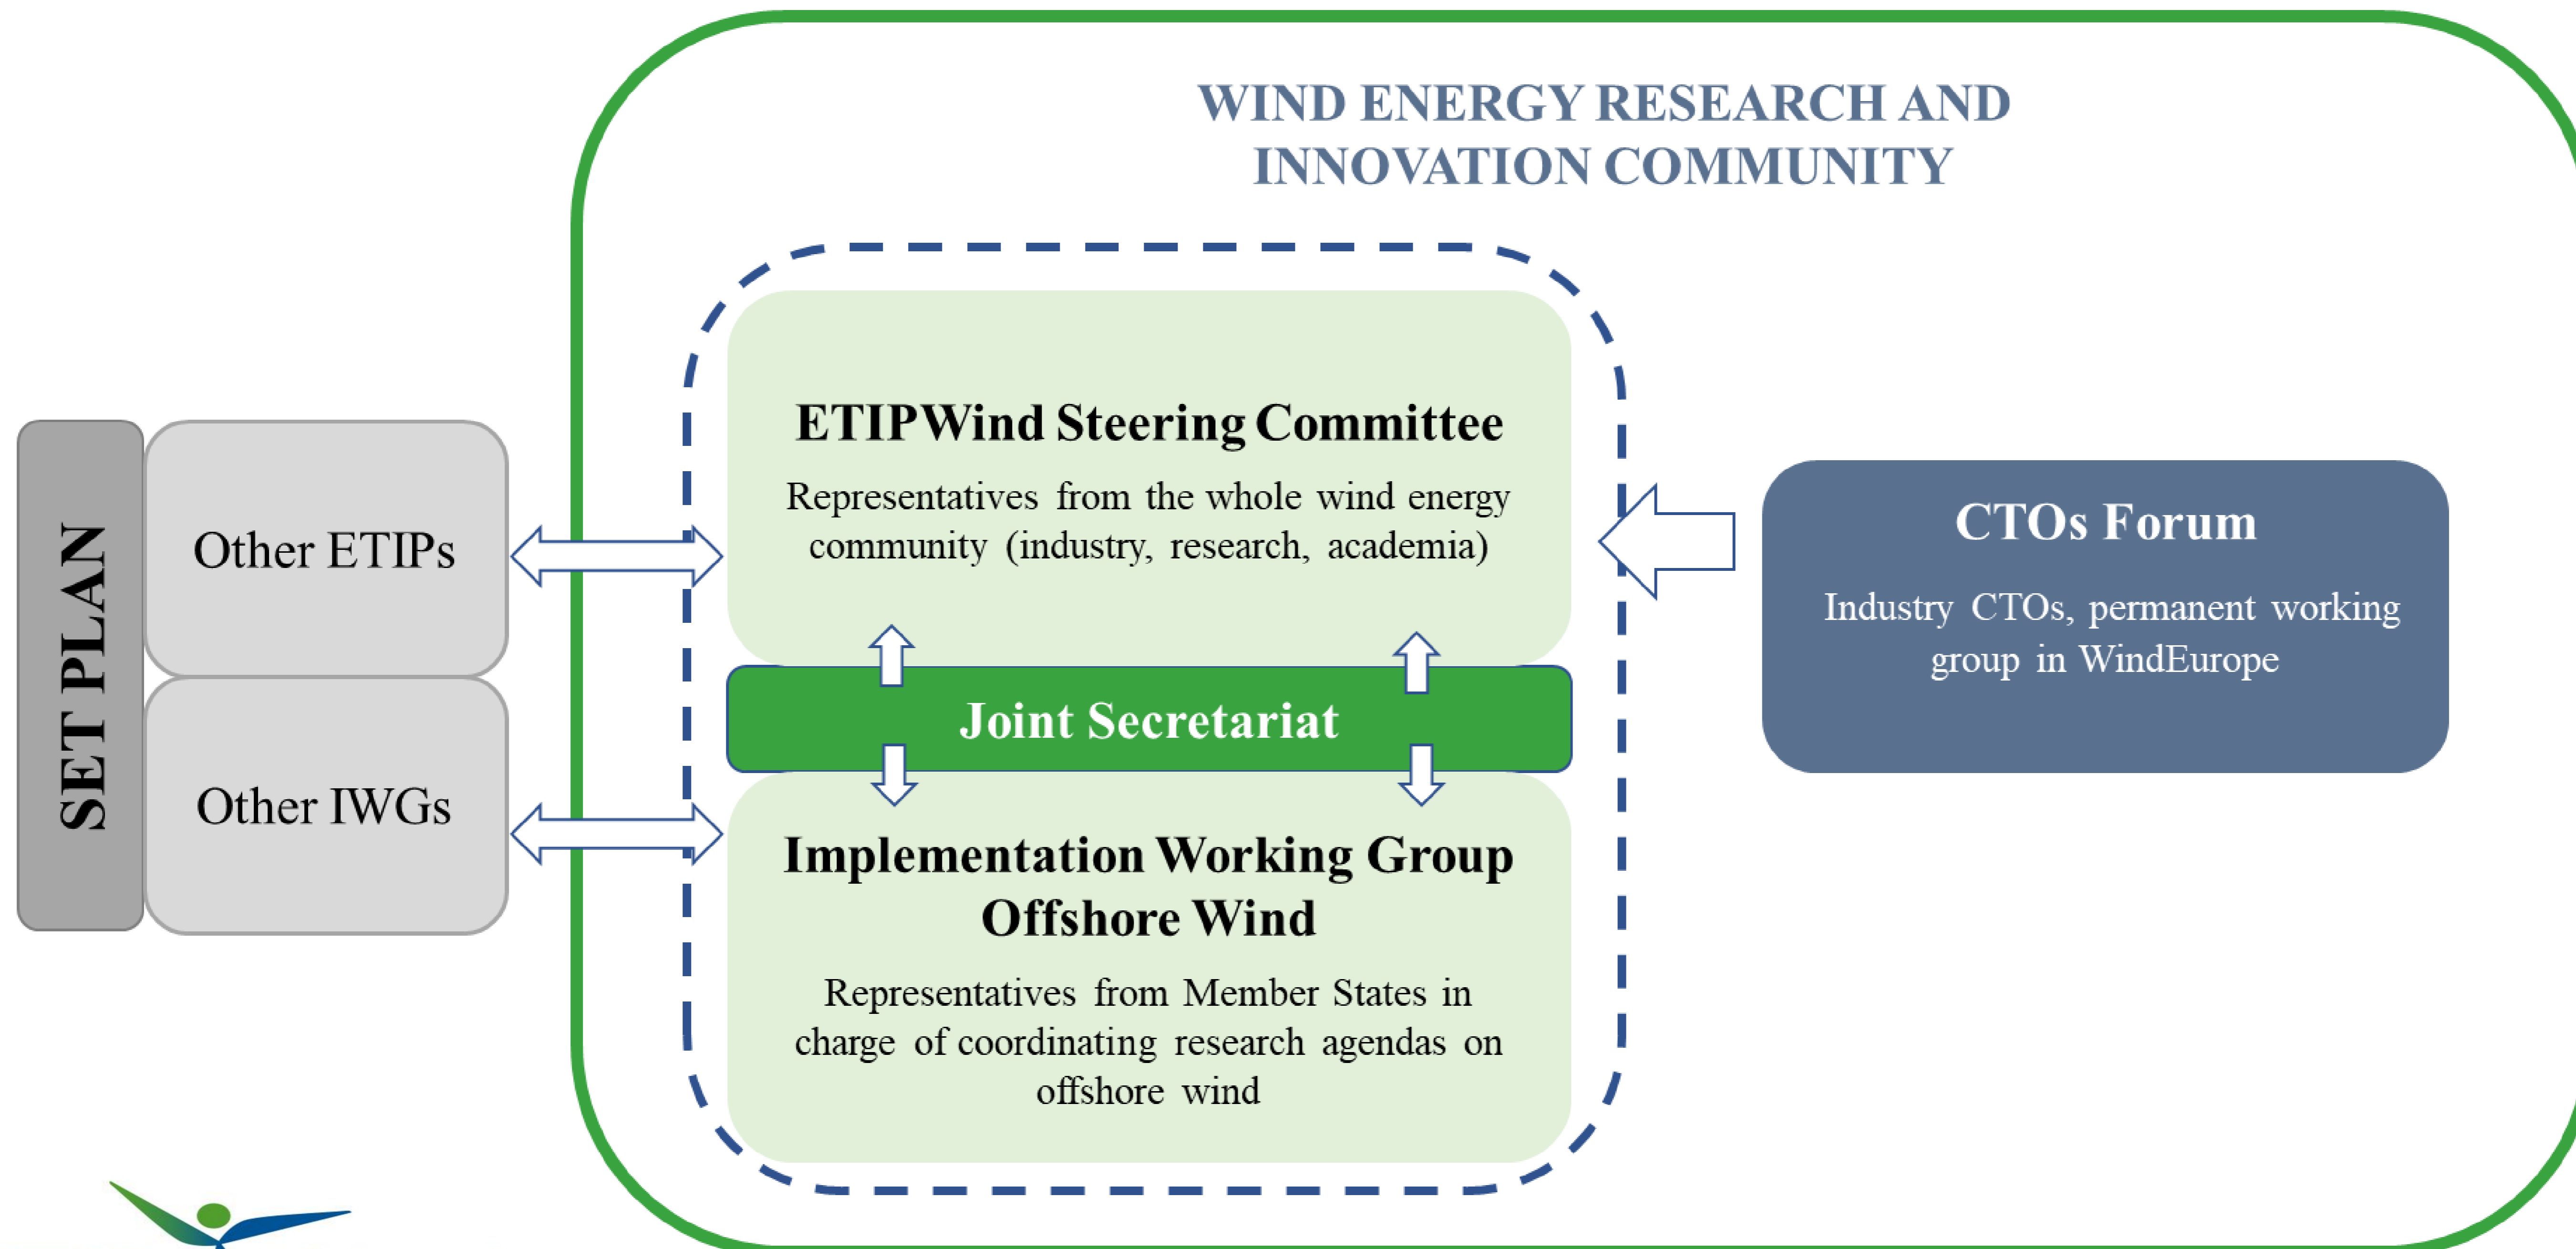 WIND ENERGY RESEARCH AND
INNOVATION COMMUNITY
SET PLAN
Other ETIPs
Other IWGs
ETIPWind Steering Committee
Representatives from the whole wind energy
community (industry, research, academia)
Joint Secretariat
Implementation Working Group
Offshore Wind
Representatives from Member States in
charge of coordinating research agendas on
offshore wind
CTOs Forum
Industry CTOs, permanent working
group in WindEurope